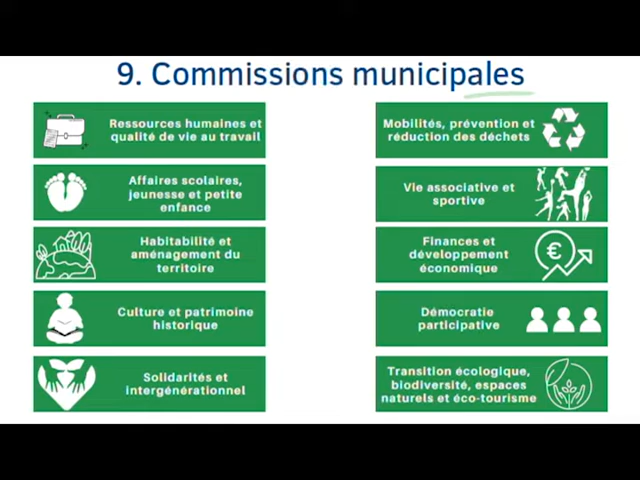 9. Commissions municipales
Ressources humaines et
qualité de vie au travail
Affaires scolaires,
jeunesse et petite
enfance
Habitabilité et
aménagement du
territoire
Culture et patrimoine
historique
Solidarités et
intergénérationnel
Mobilités, prévention et
réduction des déchets
Vie associative et
sportive
Finances et
développement
économique
€
Démocratie
participative
Transition écologique,
biodiversité, espaces
naturels et éco-tourisme